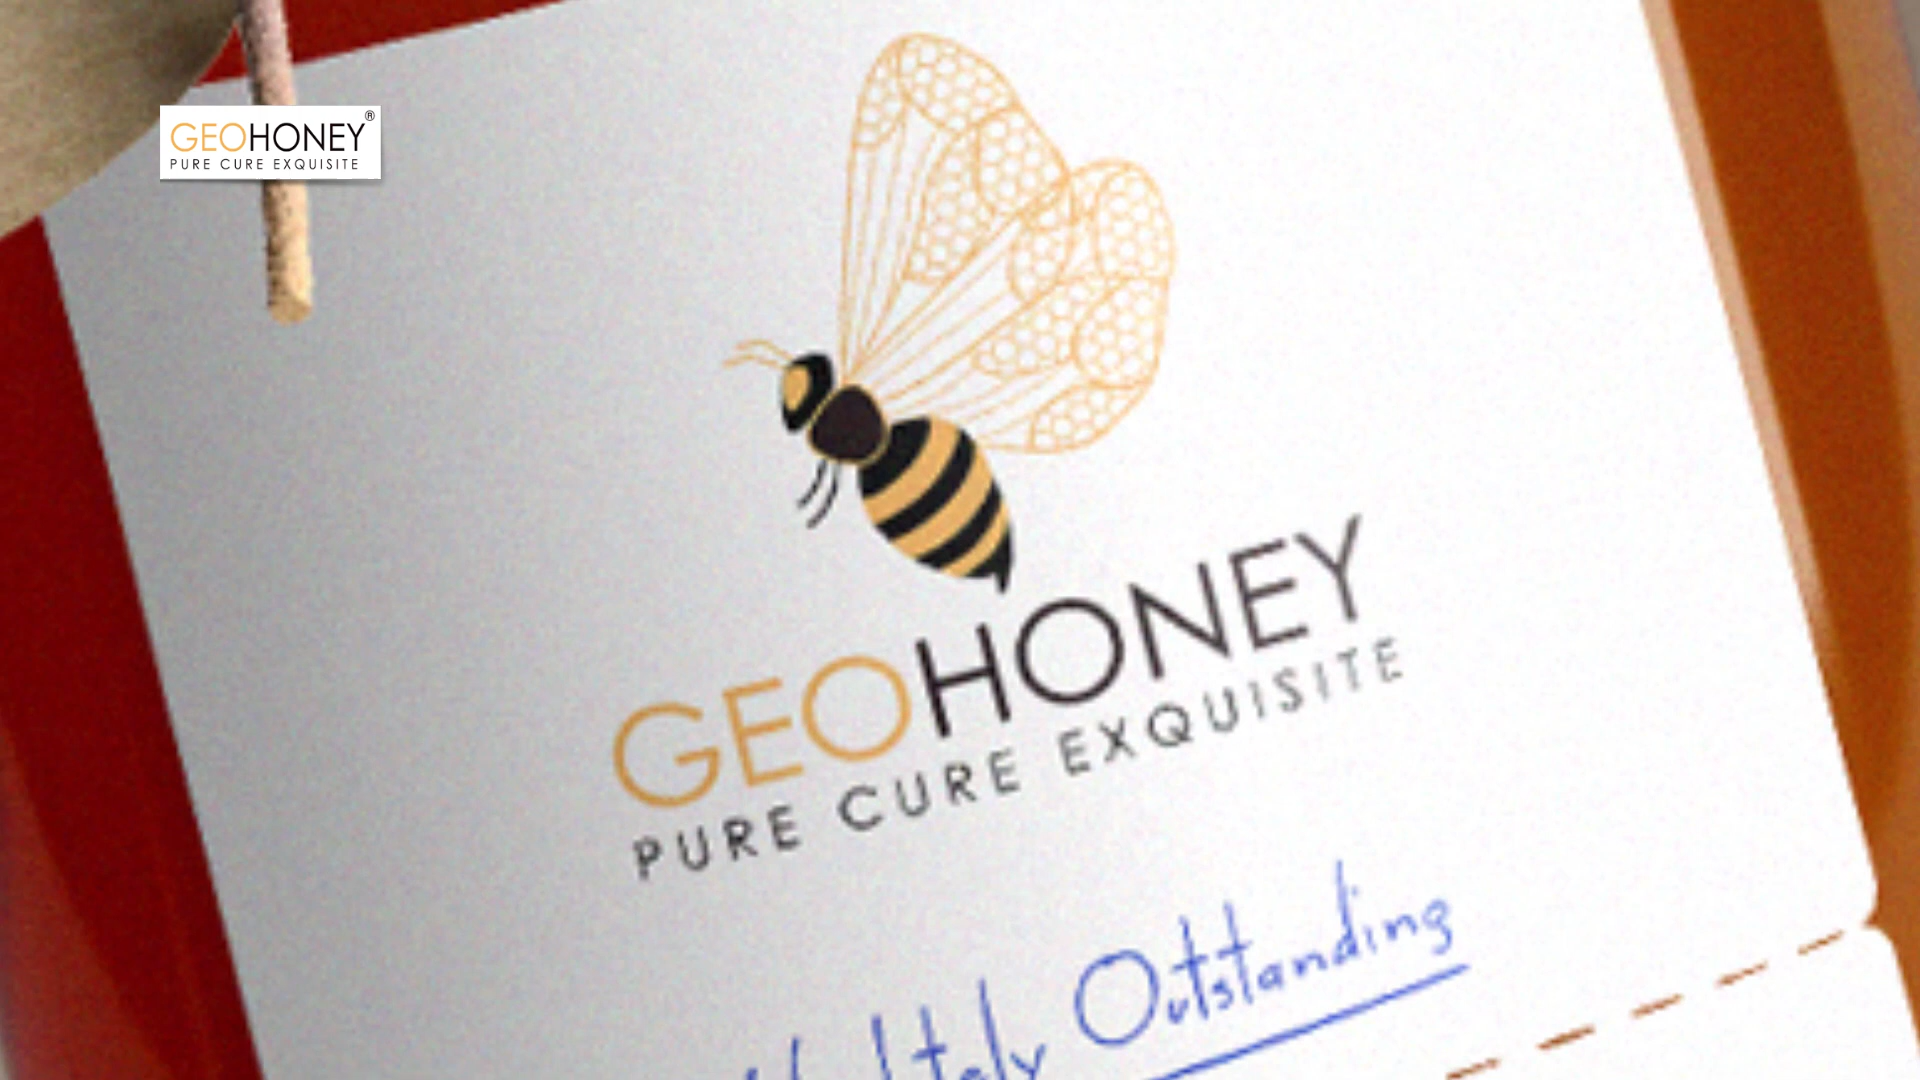 GEOHONEY®
PURE CURE EXQUISITE
GEOHONEY
PURE CURE EXQUISITE
Outstanding